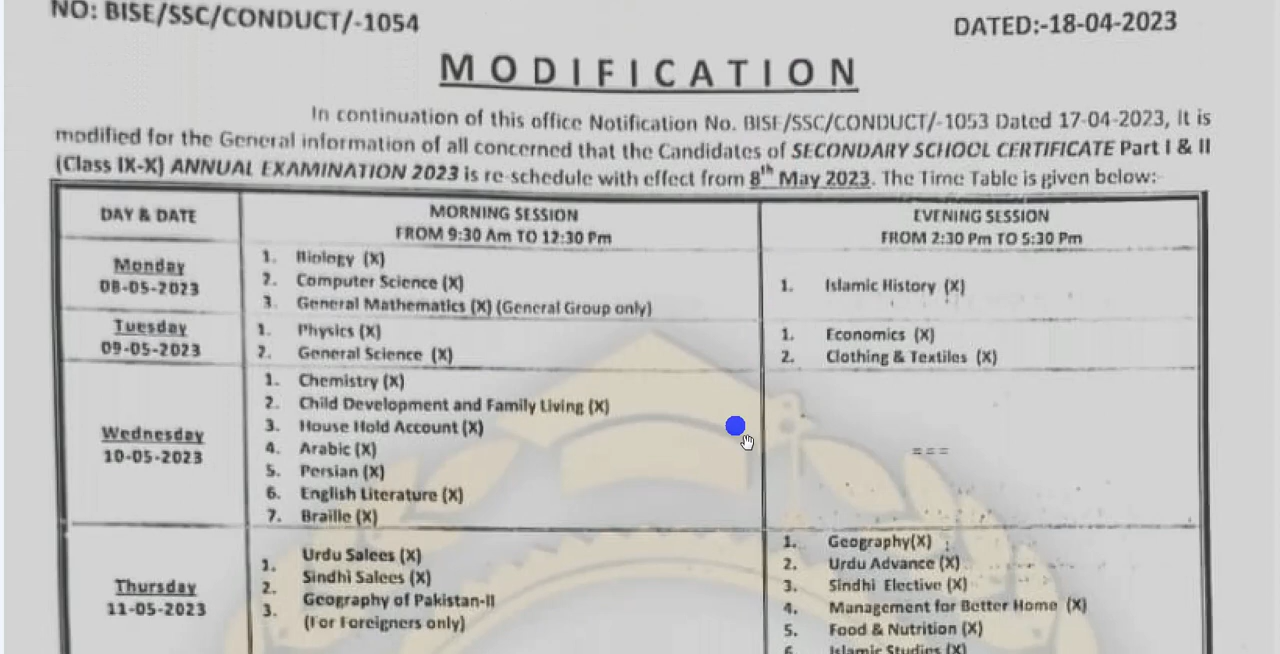 NO: BISE/SSC/CONDUCT/-1054
DATED:-18-04-2023
MODIFICATION
In continuation of this office Notification No. BISE/SSC/CONDUCT/-1053 Dated 17-04-2023, It is
modified for the General information of all concerned that the Candidates of SECONDARY SCHOOL CERTIFICATE Part I & II
(Class IX-X) ANNUAL EXAMINATION 2023 is re-schedule with effect from 8th May 2023. The Time Table is given below:-
DAY & DATE
MORNING SESSION
FROM 9:30 Am TO 12:30 Pm
EVENING SESSION
FROM 2:30 Pm TO 5:30 Pm
Monday
08-05-2023
1. Biology (X)
2. Computer Science (X)
3. General Mathematics (X) (General Group only)
1. Islamic History (X)
Tuesday
09-05-2023
1. Physics (X)
2. General Science (X)
1. Economics (X)
2. Clothing & Textiles (X)
Wednesday
10-05-2023
1. Chemistry (X)
2. Child Development and Family Living (X)
3. House Hold Account (X)
4. Arabic (X)
5. Persian (X)
6. English Literature (X)
7. Braille (X)
===
Thursday
11-05-2023
1. Urdu Salees (X)
2. Sindhi Salees (X)
3. Geography of Pakistan-II
(For Foreigners only)
1. Geography(X)
2. Urdu Advance (X)
3. Sindhi Elective (X)
4. Management for Better Home (X)
5. Food & Nutrition (X)
6. Islamic Studies (X)